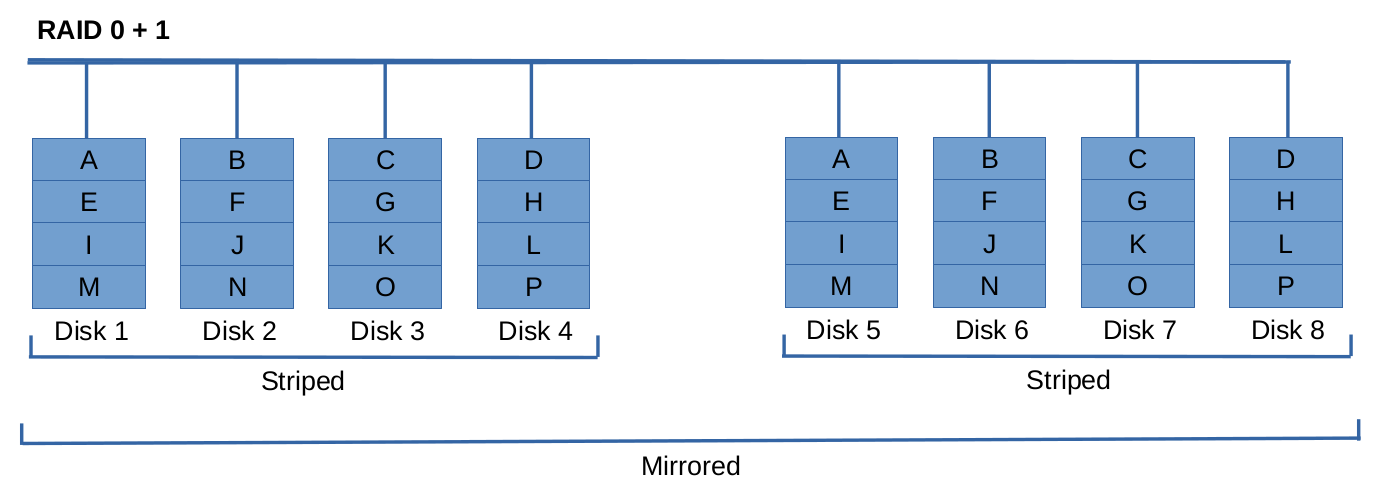 RAID 0 + 1
A B C D A B C D
E F G H E F G H
I J K L I J K L
M N O P M N O P
Disk 1 Disk 2 Disk 3 Disk 4 Disk 5 Disk 6 Disk 7 Disk 8
Striped Striped
Mirrored